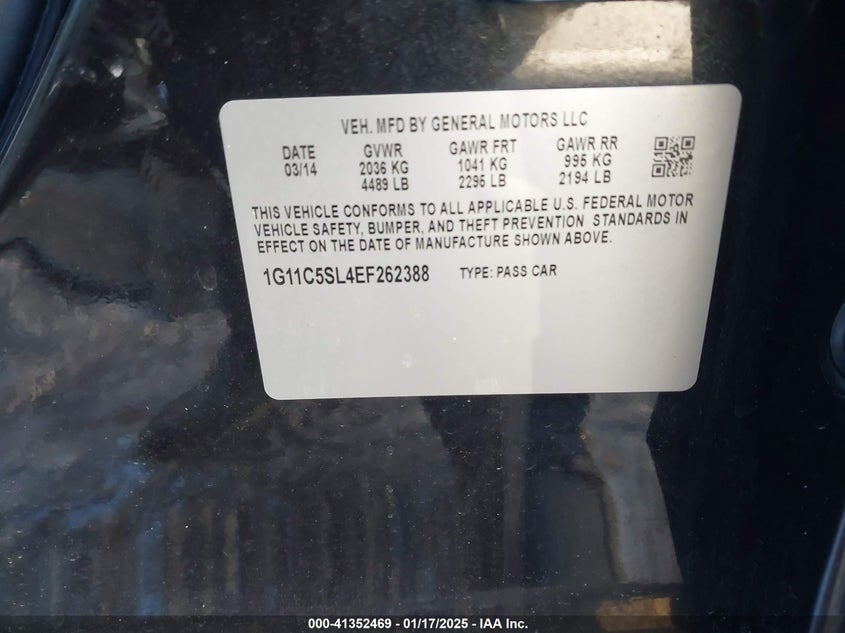 VEH. MFD BY GENERAL MOTORS LLC
DATE GVWR GAWR FRT GAWR RR
03/14 2036 KG 1041 KG 995 KG
4489 LB 2295 LB 2194 LB
THIS VEHICLE CONFORMS TO ALL APPLICABLE U.S. FEDERAL MOTOR
VEHICLE SAFETY, BUMPER, AND THEFT PREVENTION STANDARDS IN
EFFECT ON THE DATE OF MANUFACTURE SHOWN ABOVE.
1G11C5SL4EF262388 TYPE: PASS CAR
000-41352469 - 01/17/2025 - IAA Inc.